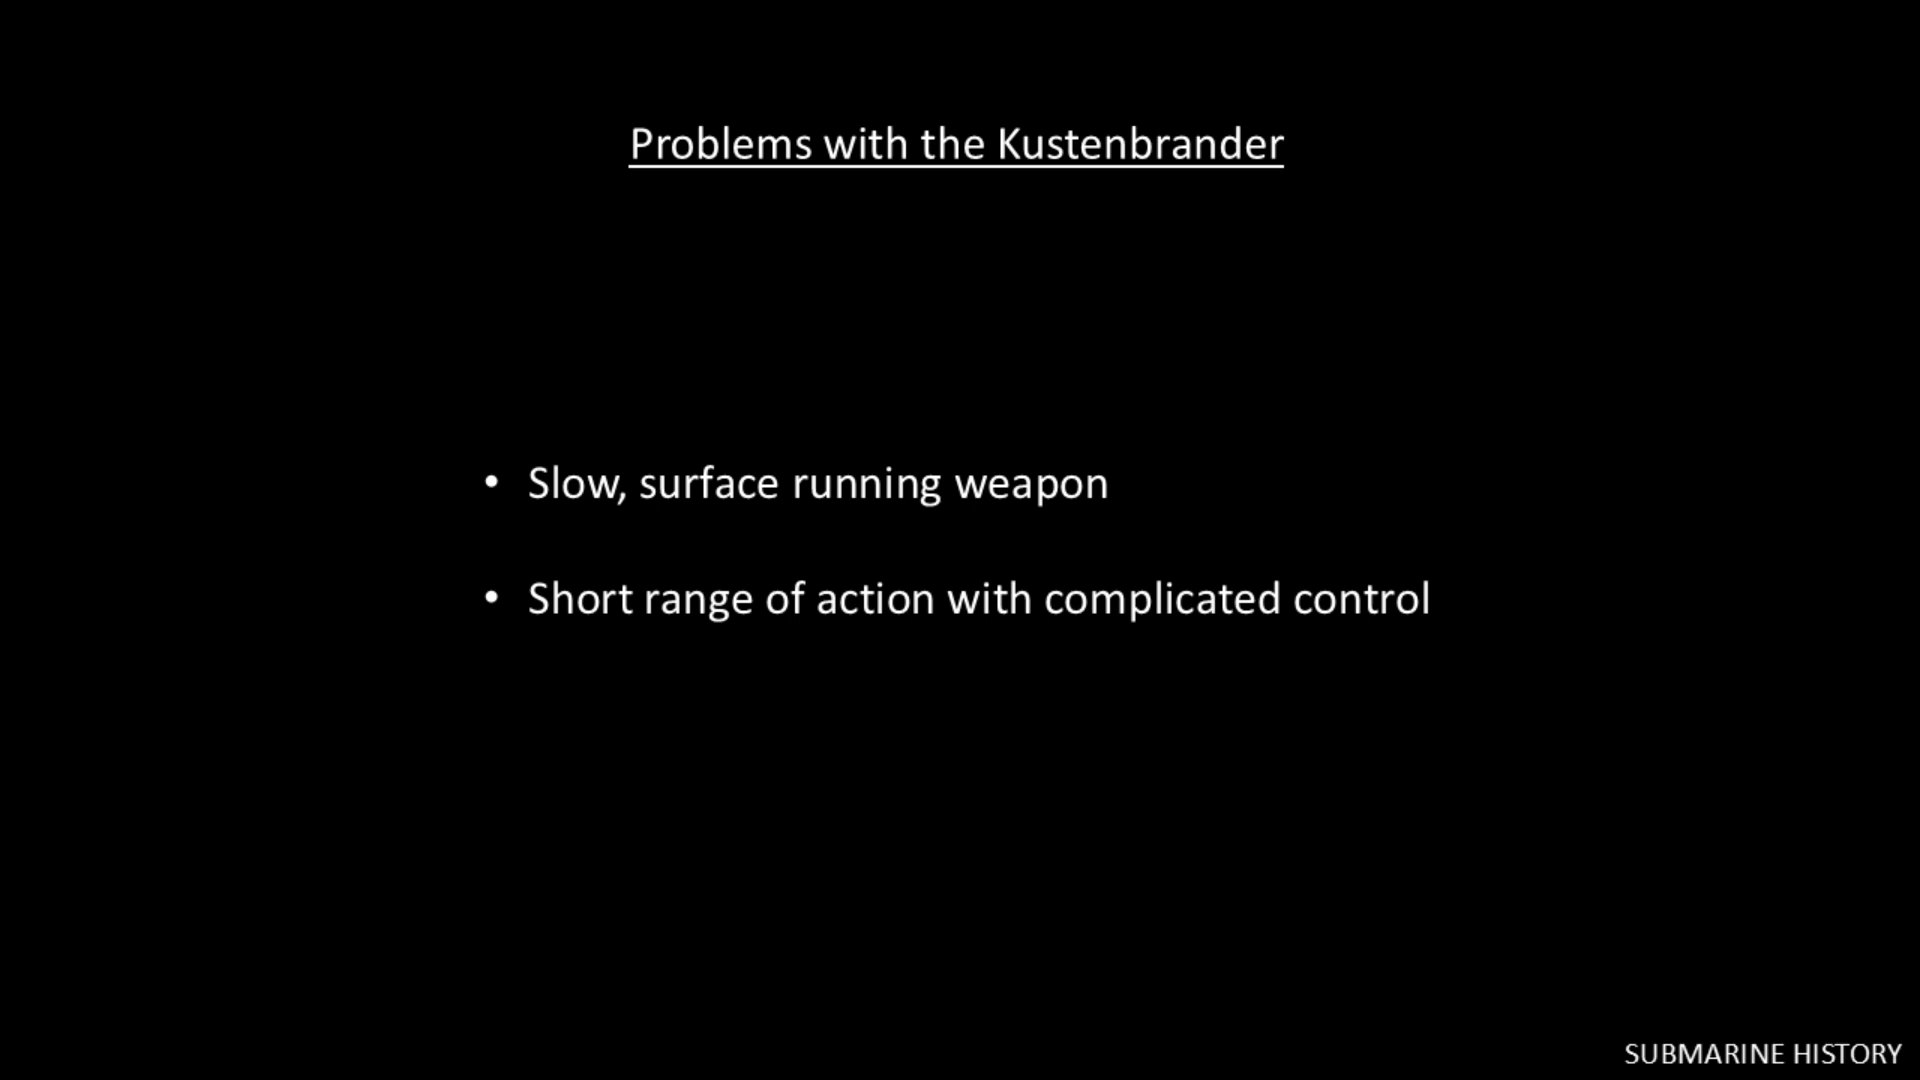 Problems with the Kustenbrander
• Slow, surface running weapon
• Short range of action with complicated control
SUBMARINE HISTORY